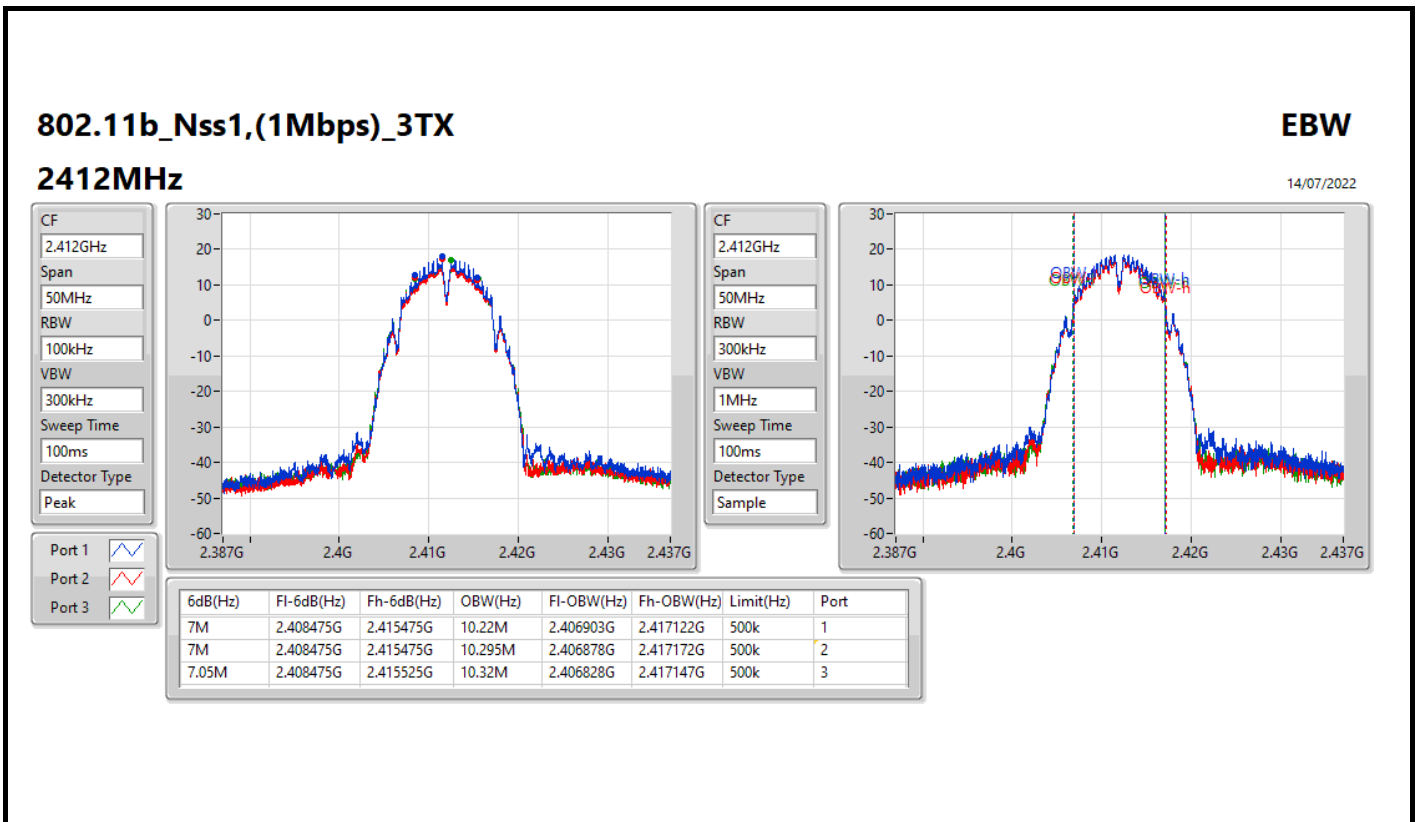 802.11b_Nss1,(1Mbps)_3TX
EBW
2412MHz
14/07/2022
CF
2.412GHz
Span
50MHz
RBW
100kHz
VBW
300kHz
Sweep Time
100ms
Detector Type
Peak
30
20
10
0
-10
-20
-30
-40
-50
-60
2.387G 2.4G 2.41G 2.42G 2.43G 2.437G
CF
2.412GHz
Span
50MHz
RBW
300kHz
VBW
1MHz
Sweep Time
100ms
Detector Type
Sample
30
20
10
0
-10
-20
-30
-40
-50
-60
OBW-h
2.387G 2.4G 2.41G 2.42G 2.43G 2.437G
Port 1
Port 2
Port 3
6dB(Hz) Fl-6dB(Hz) Fh-6dB(Hz) OBW(Hz) Fl-OBW(Hz) Fh-OBW(Hz) Limit(Hz) Port
7M 2.408475G 2.415475G 10.22M 2.406903G 2.417122G 500k 1
7M 2.408475G 2.415475G 10.295M 2.406878G 2.417172G 500k 2
7.05M 2.408475G 2.415525G 10.32M 2.406828G 2.417147G 500k 3